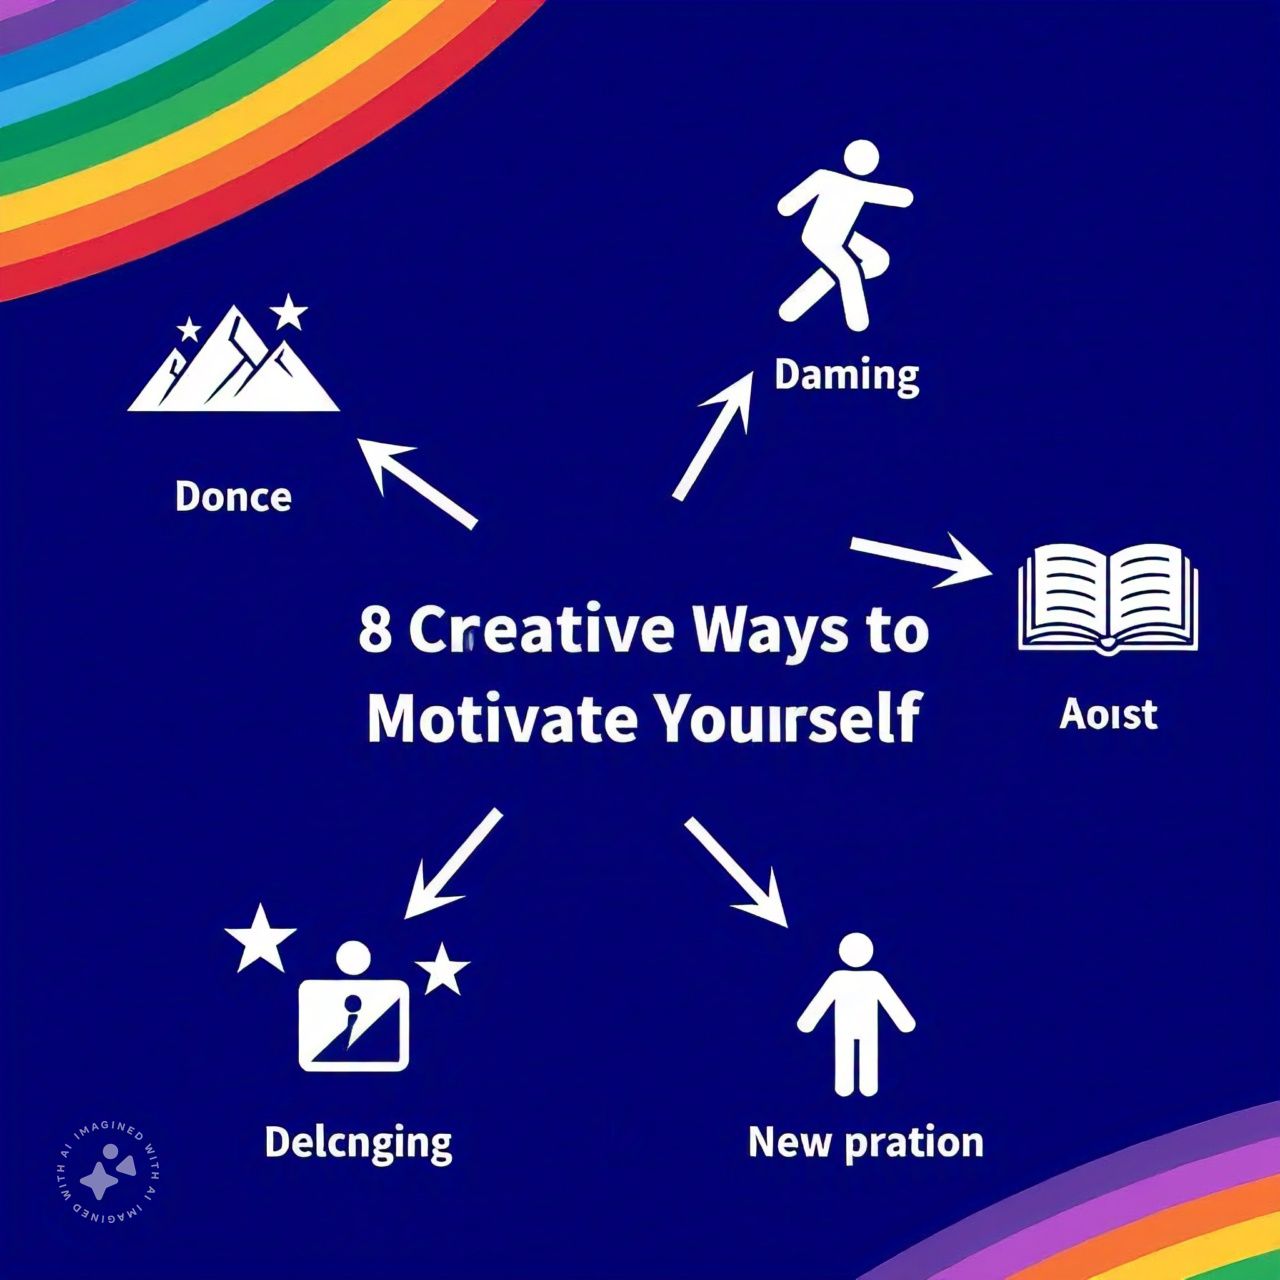 Daming
Donce
8 Creative Ways to
Motivate Youırself
Aoıst
Delcnging
New pration
IMAGINED WITH AI IMAGINED WITH AI